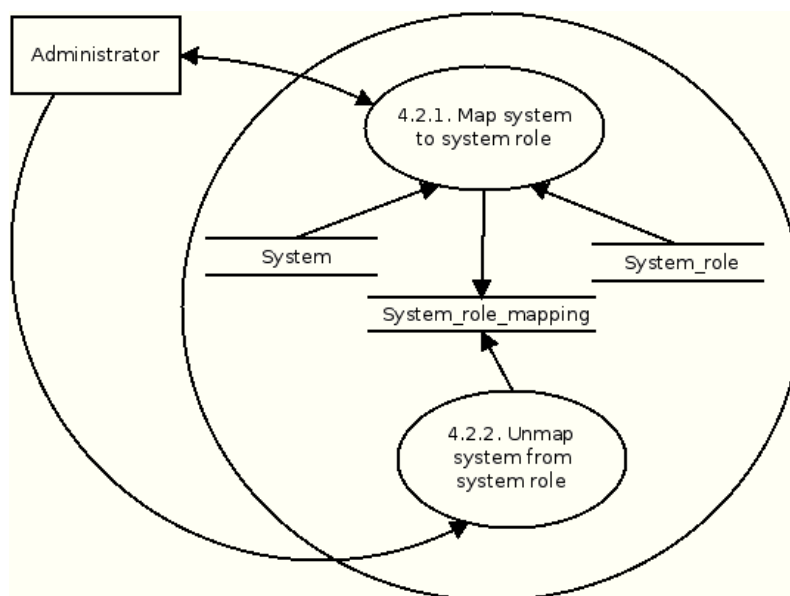 Administrator
4.2.1. Map system
to system role
System
System_role
System_role_mapping
4.2.2. Unmap
system from
system role